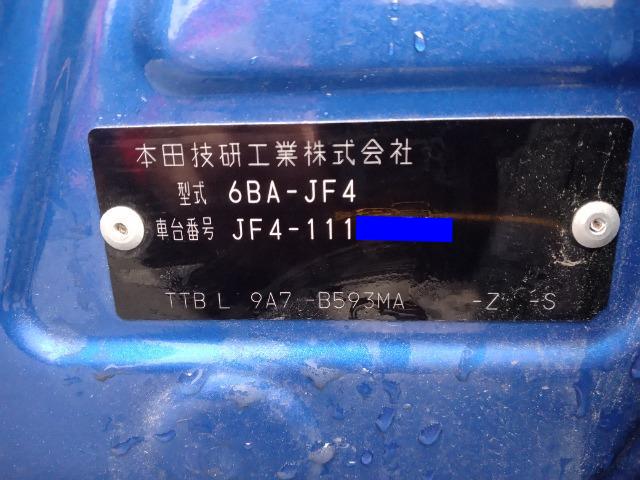 本田技研工業株式会社
型式 6BA-JF4
車台番号 JF4-111
TTBL 9A7 -B593MA -Z -S